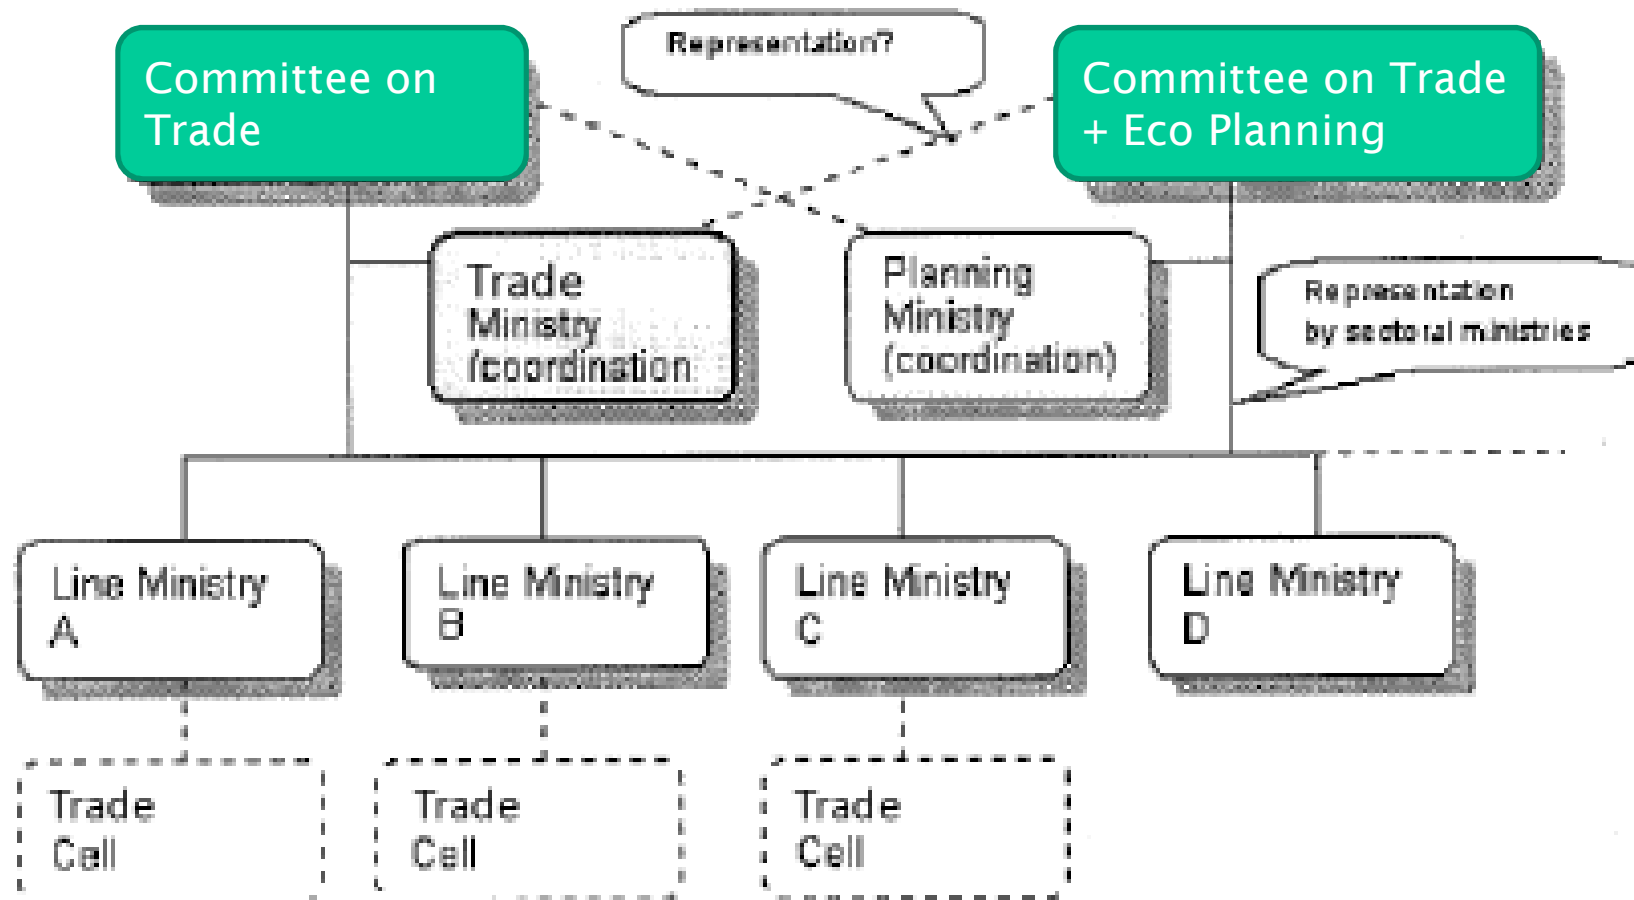 Representation?
Committee on
Trade
Committee on Trade
+ Eco Planning
Trade
Ministry
(coordination
Planning
Ministry
(coordination)
Representation
by sectoral ministries
Line Ministry
A
Line Ministry
B
Line Ministry
C
Line Ministry
D
Trade
Cell
Trade
Cell
Trade
Cell